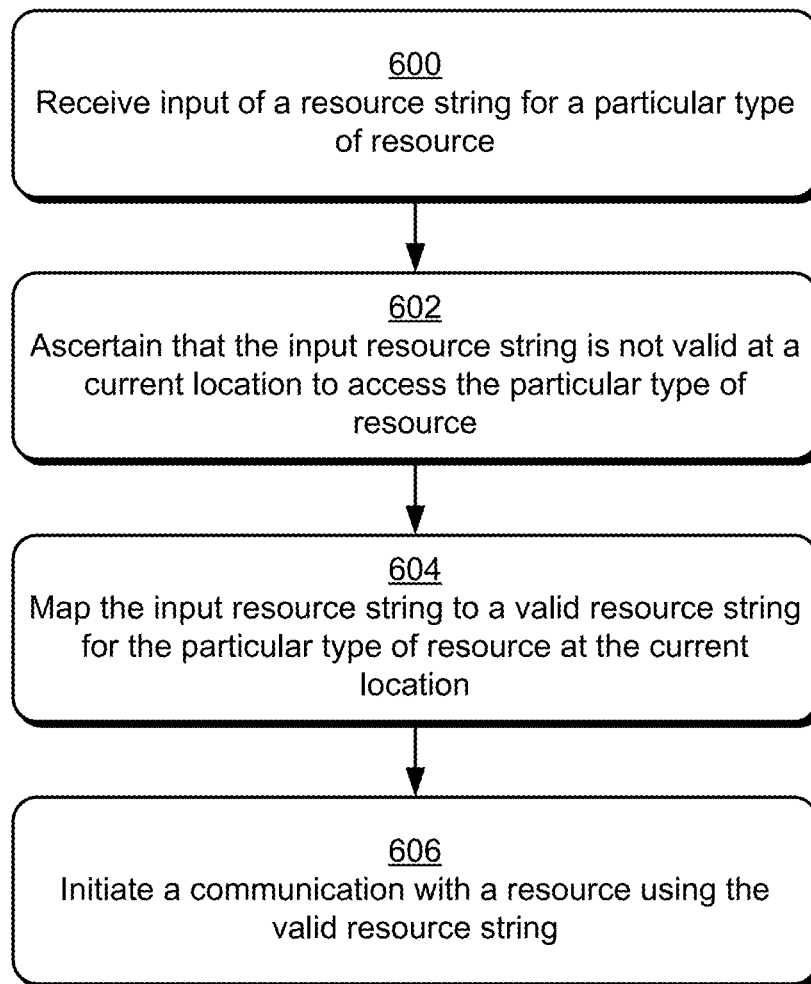 600
Receive input of a resource string for a particular type
of resource
602
Ascertain that the input resource string is not valid at a
current location to access the particular type of
resource
604
Map the input resource string to a valid resource string
for the particular type of resource at the current
location
606
Initiate a communication with a resource using the
valid resource string